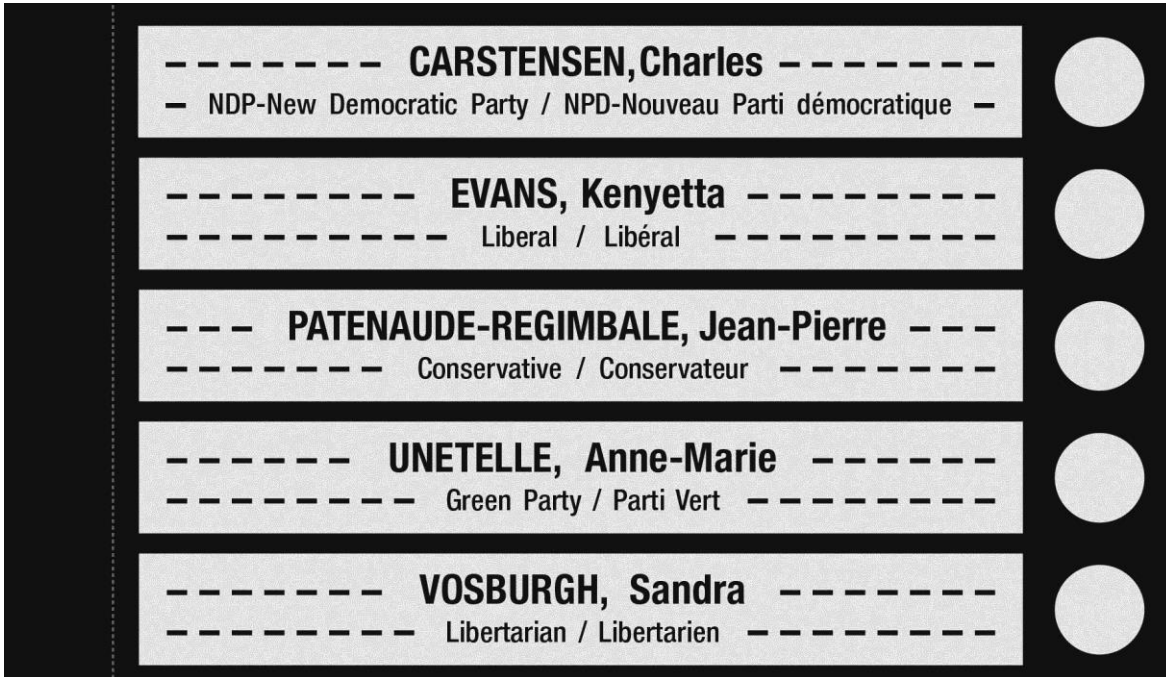 CARSTENSEN, Charles
NDP-New Democratic Party / NPD-Nouveau Parti démocratique
EVANS, Kenyetta
Liberal / Libéral
PATENAUDE-REGIMBALE, Jean-Pierre
Conservative / Conservateur
UNETELLE, Anne-Marie
Green Party / Parti Vert
VOSBURGH, Sandra
Libertarian / Libertarien